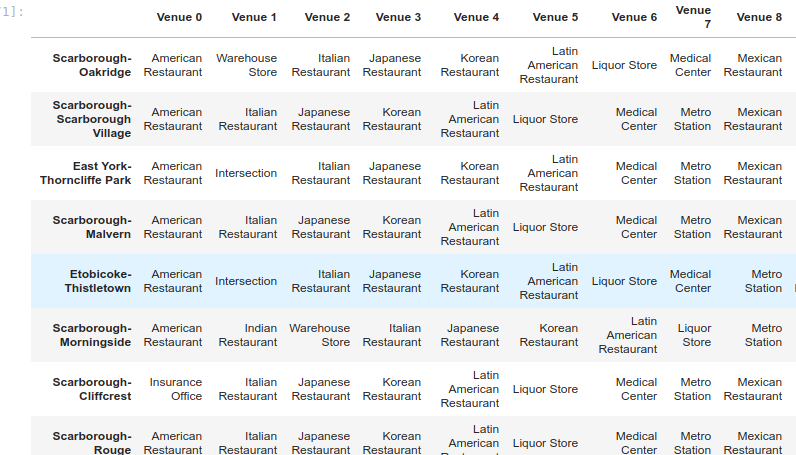 '1]:
Venue 0 Venue 1 Venue 2 Venue 3 Venue 4 Venue 5 Venue 6 Venue 7 Venue 8
Scarborough-Oakridge American Restaurant Warehouse Store Italian Restaurant Japanese Restaurant Korean Restaurant Latin American Restaurant Liquor Store Medical Center Mexican Restaurant
Scarborough-Scarborough Village American Restaurant Italian Restaurant Japanese Restaurant Korean Restaurant Latin American Restaurant Liquor Store Medical Center Metro Station Mexican Restaurant
East York-Thorncliffe Park American Restaurant Intersection Italian Restaurant Japanese Restaurant Korean Restaurant Latin American Restaurant Medical Center Metro Station Mexican Restaurant
Scarborough-Malvern American Restaurant Italian Restaurant Japanese Restaurant Korean Restaurant Latin American Restaurant Liquor Store Medical Center Metro Station Mexican Restaurant
Etobicoke-Thistletown American Restaurant Intersection Italian Restaurant Japanese Restaurant Korean Restaurant Latin American Restaurant Liquor Store Medical Center Metro Station
Scarborough-Morningside American Restaurant Indian Restaurant Warehouse Store Italian Restaurant Japanese Restaurant Korean Restaurant Latin American Restaurant Liquor Store Metro Station
Scarborough-Cliffcrest Insurance Office Italian Restaurant Japanese Restaurant Korean Restaurant Latin American Restaurant Liquor Store Medical Center Metro Station Mexican Restaurant
Scarborough-Rouge American Restaurant Italian Restaurant Japanese Restaurant Korean Restaurant Latin American Liquor Store Medical Center Metro Station Mexican Restaurant